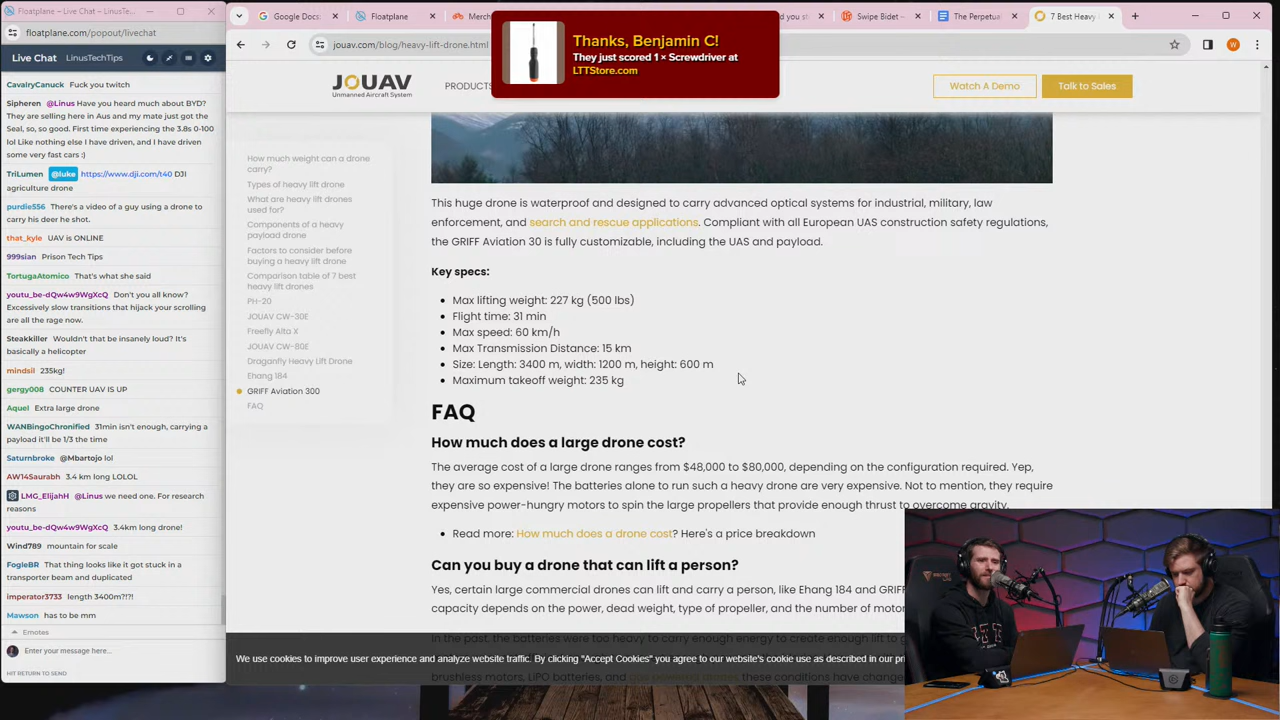 Floatplane — LinusTe...
floatplane.com/popout/livechat
Live Chat LinusTechTips
CavalryCanuck Fuck you twitch
Sipheren @Linus Have you heard much about BYD?
They are selling here in Aus and my mate just got the
Seal, so, so good. First time experiencing the 3.8s 0-100
lol Like nothing else I have driven, and I have driven
some very fast cars :)
TriLumen @luke https://www.dji.com/t40 DJI
agriculture drone
purdie556 There's a video of a guy using a drone to
carry his deer he shot.
that_kyle UAV is ONLINE
999sian Prison Tech Tips
TortugaAtomico That's what she said
youtu_be-dQw4w9WgXcQ Don't you all know?
Excessively slow transitions that hijack your scrolling
are all the rage now.
Steakkiller Wouldn't that be insanely loud? It's
basically a helicopter
mindsil 235kg!
gergy008 COUNTER UAV IS UP
Aquel Extra large drone
WANBingoChronified 31min isn't enough, carrying a
payload it'll be 1/3 the time
Saturnbroke @Mbartojo lol
AW14Saurabh 3.4 km long LOLOL
LMG_ElijahH @Linus we need one. For research
reasons
youtu_be-dQw4w9WgXcQ 3.4km long drone!
Wind789 mountain for scale
FogleBR That thing looks like it got stuck in a
transporter beam and duplicated
imperator3733 length 3400m?!?!
Mawson has to be mm
Emotes
Enter your message here...
HIT RETURN TO SEND
Google Docs
Floatplane
Merch
Swipe Bidet –
The Perpetual
7 Best Heavy
jouav.com/blog/heavy-lift-drone.html
W
Thanks, Benjamin C!
They just scored 1 × Screwdriver at
LTTStore.com
JOUAV
Unmanned Aircraft System
PRODUCTS
Watch A Demo
Talk to Sales
How much weight can a drone
carry?
Types of heavy lift drone
What are heavy lift drones
used for?
Components of a heavy
payload drone
Factors to consider before
buying a heavy lift drone
Comparison table of 7 best
heavy lift drones
PH-20
JOUAV CW-30E
Freefly Alta X
JOUAV CW-80E
Draganfly Heavy Lift Drone
Ehang 184
GRIFF Aviation 300
FAQ
This huge drone is waterproof and designed to carry advanced optical systems for industrial, military, law
enforcement, and search and rescue applications. Compliant with all European UAS construction safety regulations,
the GRIFF Aviation 30 is fully customizable, including the UAS and payload.
Key specs:
Max lifting weight: 227 kg (500 lbs)
Flight time: 31 min
Max speed: 60 km/h
Max Transmission Distance: 15 km
Size: Length: 3400 m, width: 1200 m, height: 600 m
Maximum takeoff weight: 235 kg
FAQ
How much does a large drone cost?
The average cost of a large drone ranges from $48,000 to $80,000, depending on the configuration required. Yep,
they are so expensive! The batteries alone to run such a heavy drone are very expensive. Not to mention, they require
expensive power-hungry motors to spin the large propellers that provide enough thrust to overcome gravity.
Read more: How much does a drone cost? Here's a price breakdown
Can you buy a drone that can lift a person?
Yes, certain large commercial drones can lift and carry a person, like Ehang 184 and GRIFF
capacity depends on the power, dead weight, type of propeller, and the number of motor
In the past, the batteries were too heavy to carry enough energy to create enough lift to
We use cookies to improve user experience and analyze website traffic. By clicking "Accept Cookies" you agree to our website's cookie use as described in our pri
brushless motors, LIPO batteries, and these conditions have change